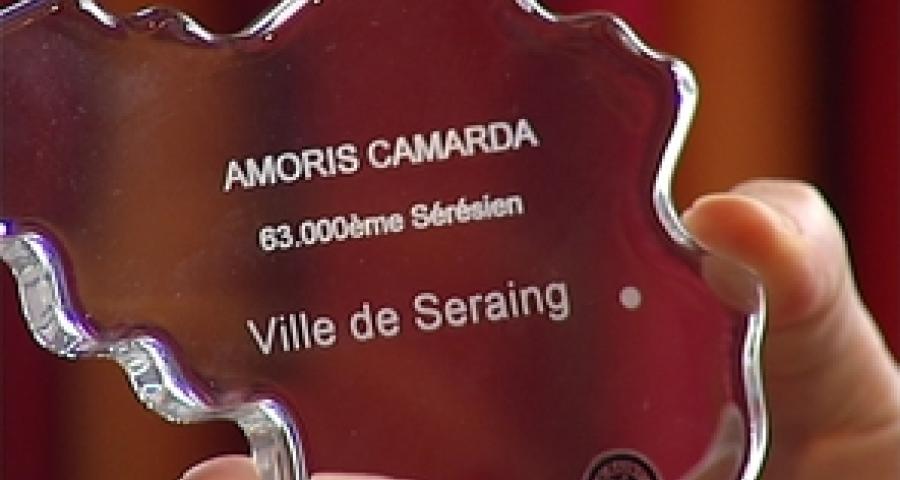 AMORIS CAMARDA
63.000ème Sérésien
Ville de Seraing